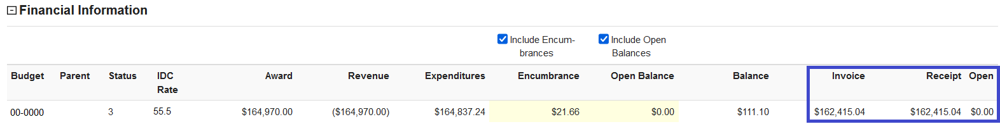 Financial Information
Include Encum-
brances
Include Open
Balances
Budget Parent Status IDC Rate Award Revenue Expenditures Encumbrance Open Balance Balance Invoice Receipt Open
00-0000 3 55.5 $164,970.00 ($164,970.00) $164,837.24 $21.66 $0.00 $111.10 $162,415.04 $162,415.04 $0.00